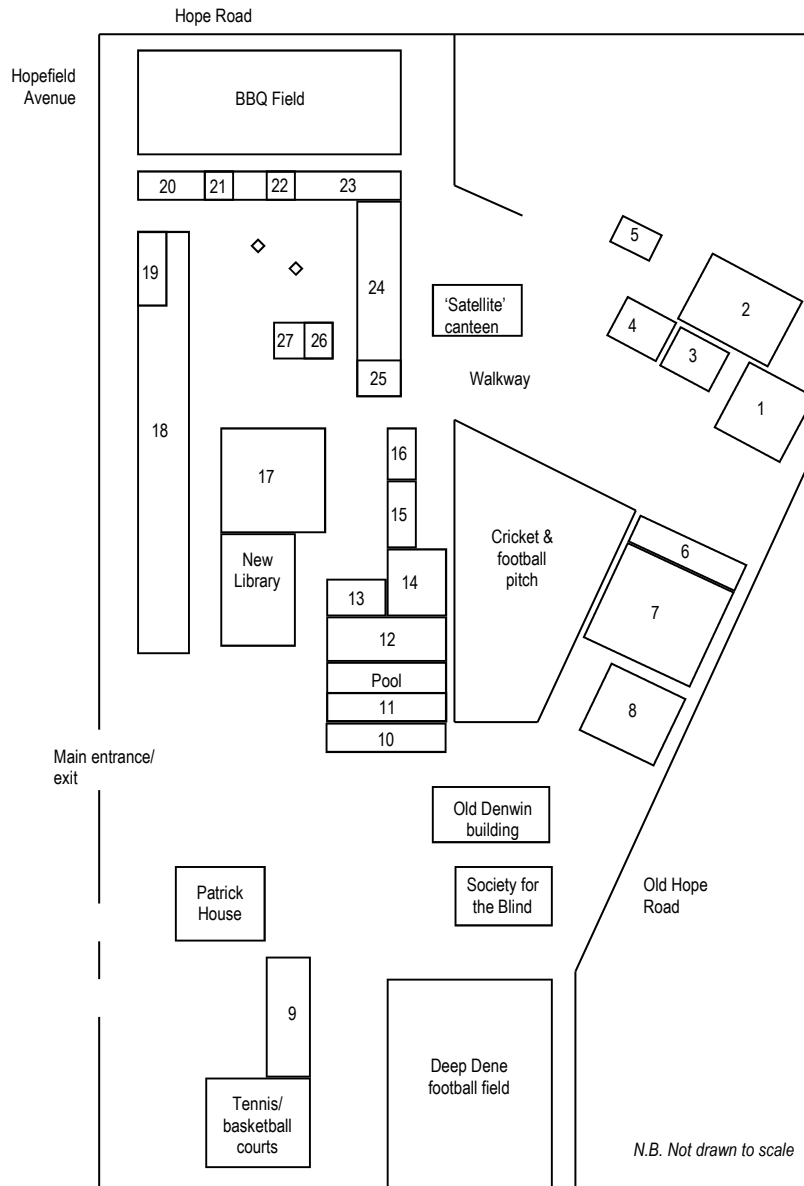 Hope Road
Hopefield
Avenue
BBQ Field
20
21
22
23
5
19
24
2
'Satellite'
canteen
4
27
26
3
25
Walkway
1
18
16
17
15
Cricket &
football
pitch
6
New
Library
14
13
7
12
Pool
11
8
10
Main entrance/
exit
Old Denwin
building
Patrick
House
Society for
the Blind
Old Hope
Road
9
Deep Dene
football field
Tennis/
basketball
courts
N.B. Not drawn to scale